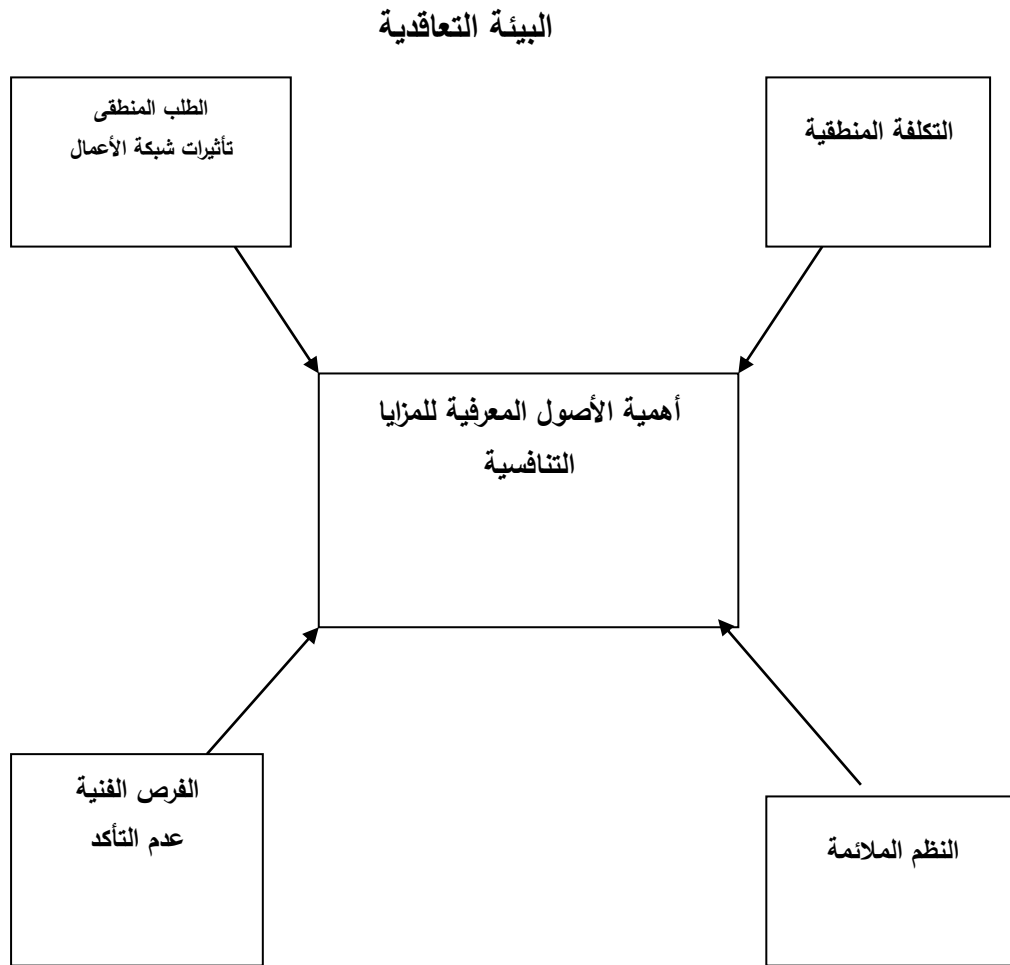 البيئة التعاقدية
التكلفة المنطقية
الطلب المنطقى
تأثيرات شبكة الأعمال
أهمية الأصول المعرفية للمزايا
التنافسية
النظم الملائمة
الفرص الفنية
عدم التأكد